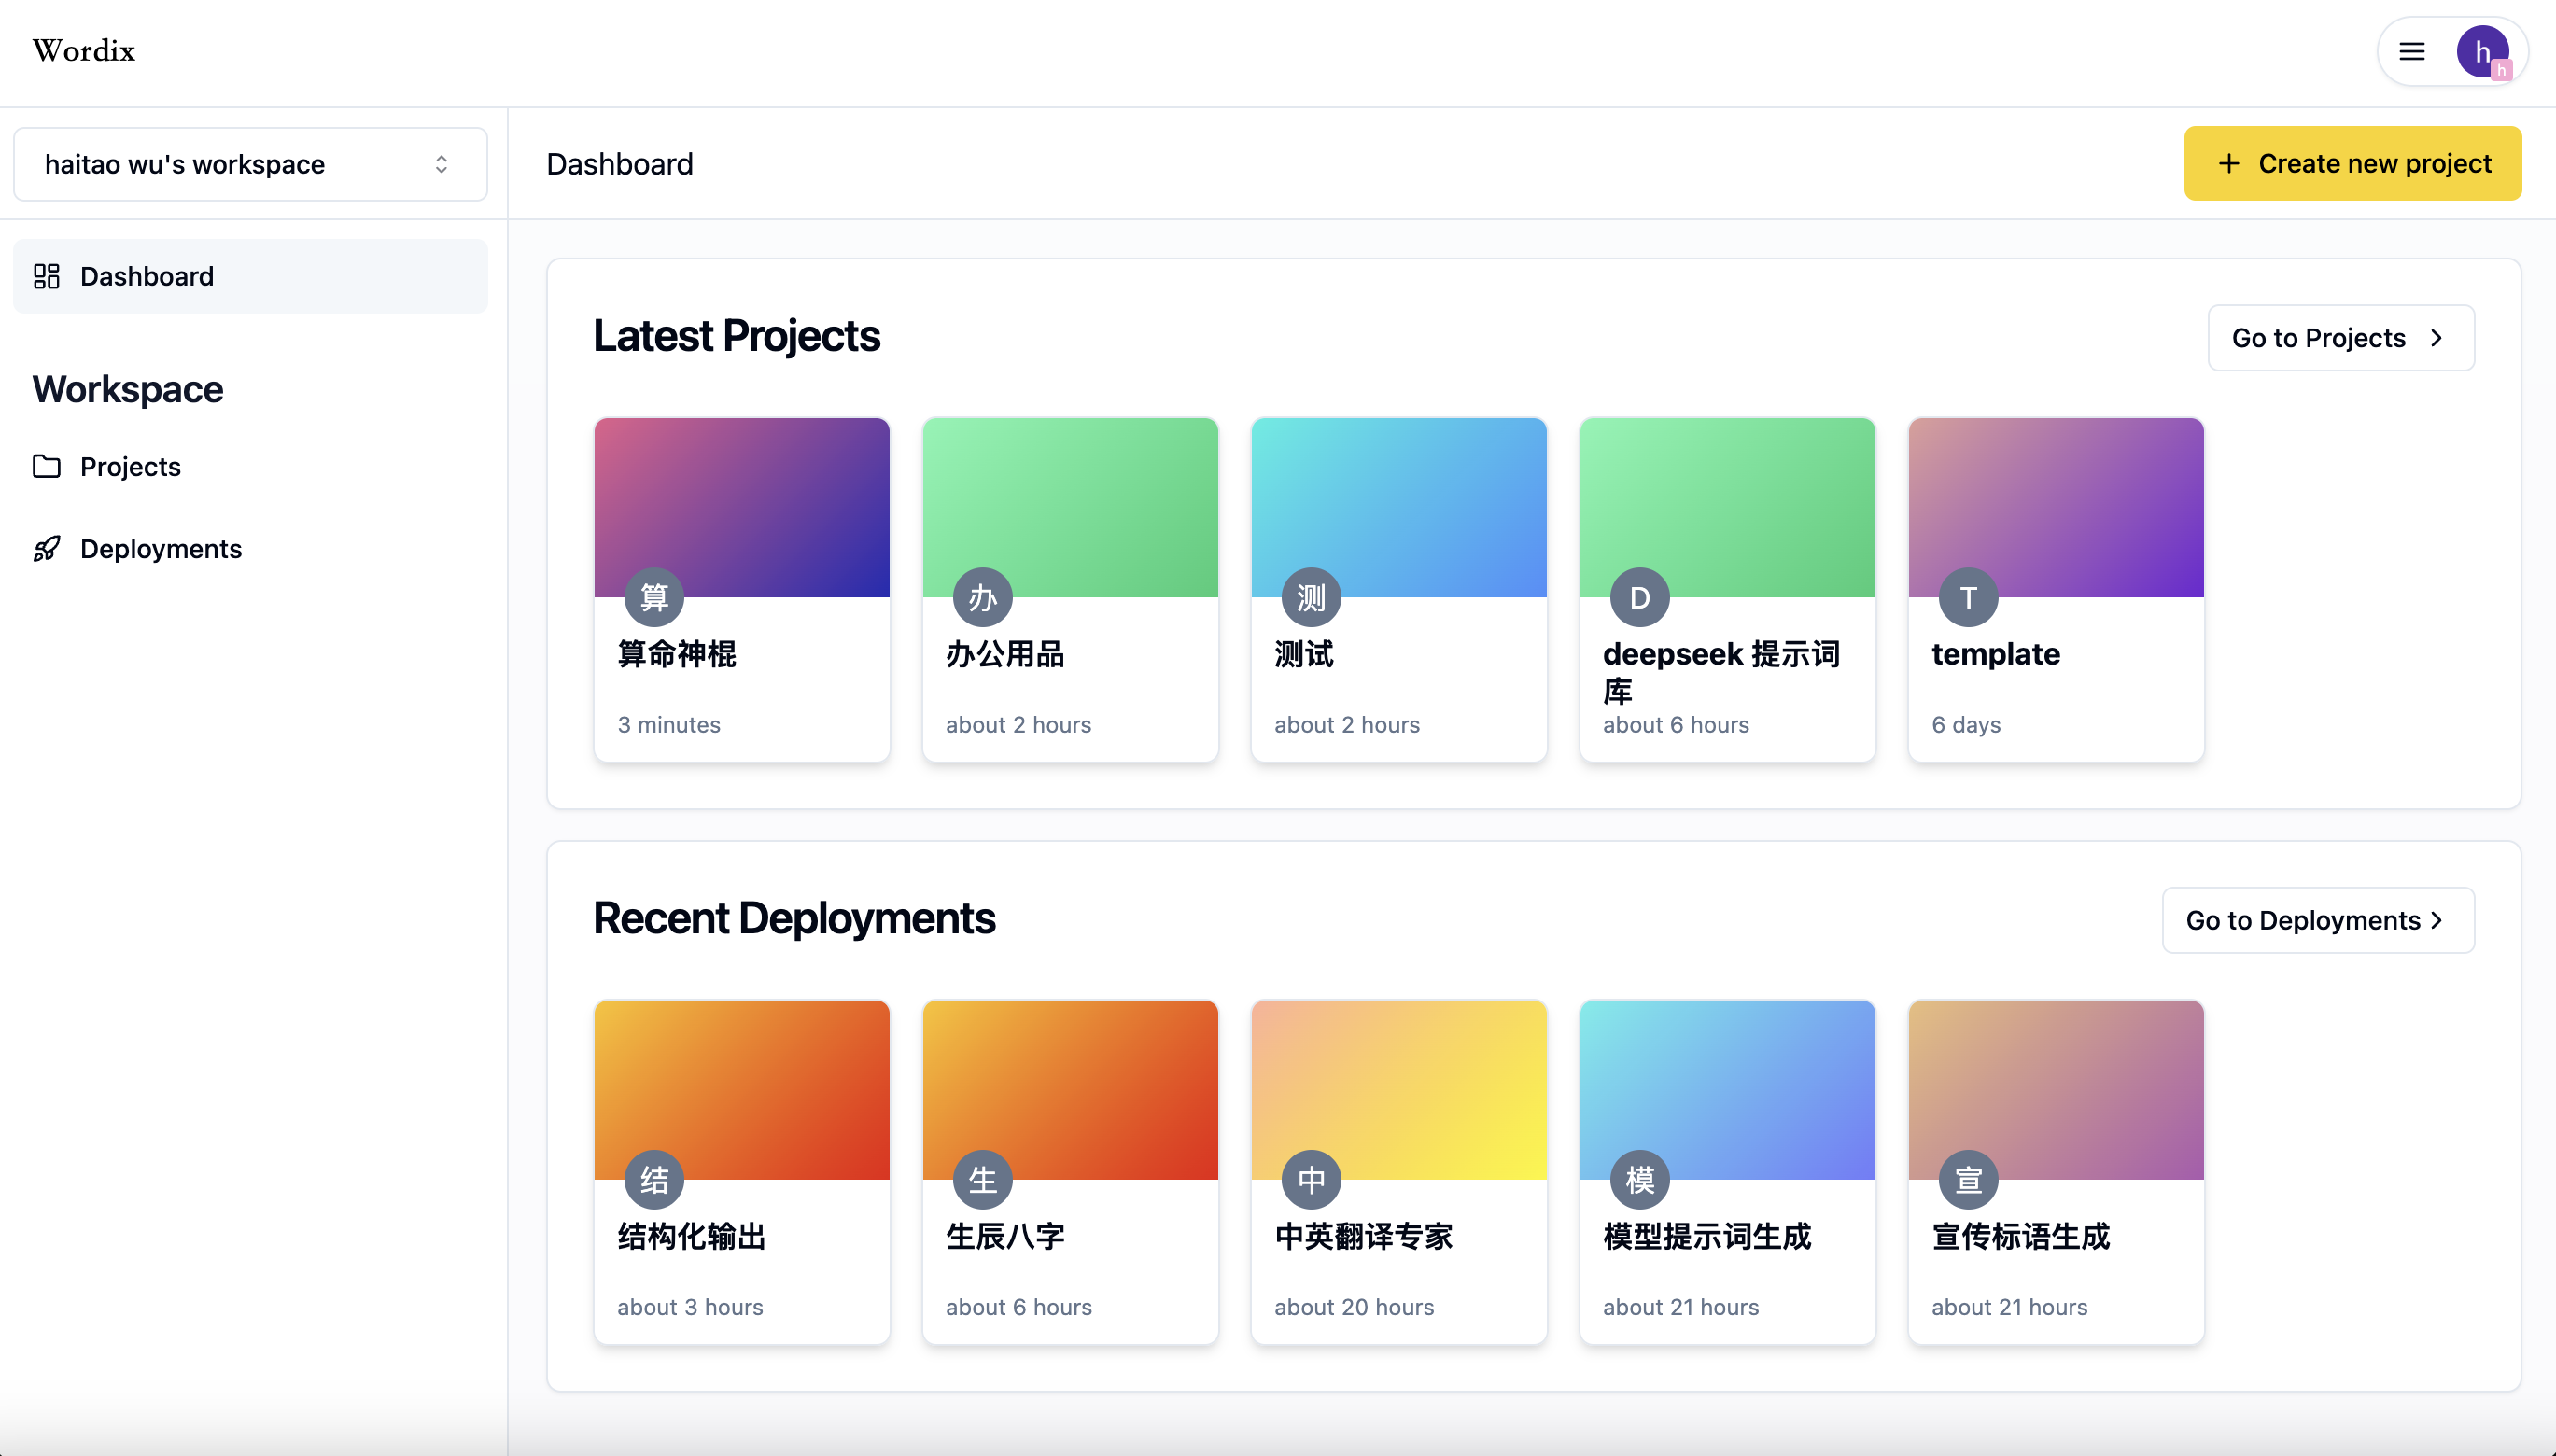 Wordix
h
h
haitao wu's workspace
Dashboard
Create new project
Dashboard
Workspace
Projects
Deployments
Latest Projects
Go to Projects
算
算命神棍
3 minutes
办
办公用品
about 2 hours
测
测试
about 2 hours
D
deepseek 提示词
库
about 6 hours
T
template
6 days
Recent Deployments
Go to Deployments
结
结构化输出
about 3 hours
生
生辰八字
about 6 hours
中
中英翻译专家
about 20 hours
模
模型提示词生成
about 21 hours
宣
宣传标语生成
about 21 hours